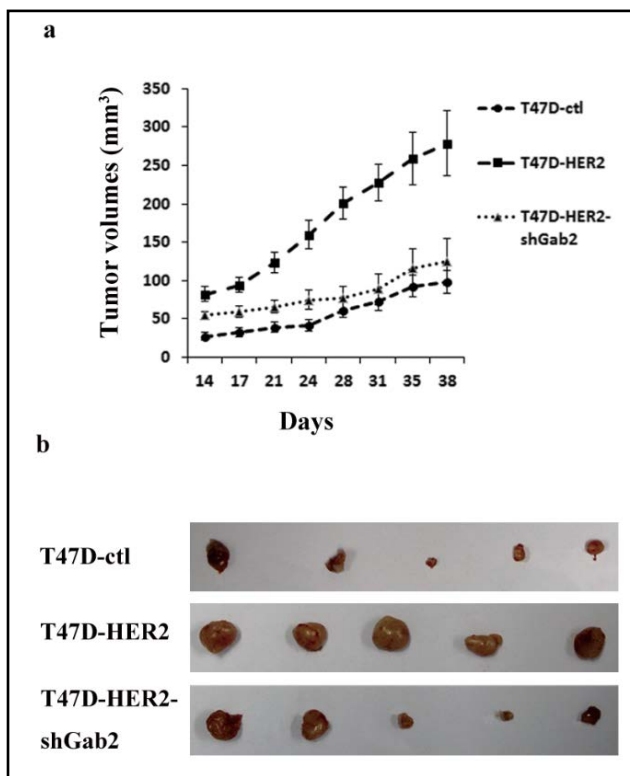 a
350
300
250
200
150
100
50
0
Tumor volumes (mm³)
14 17 21 24 28 31 35 38
Days
T47D-ctl
T47D-HER2
T47D-HER2-
shGab2
b
T47D-ctl
T47D-HER2
T47D-HER2-
shGab2